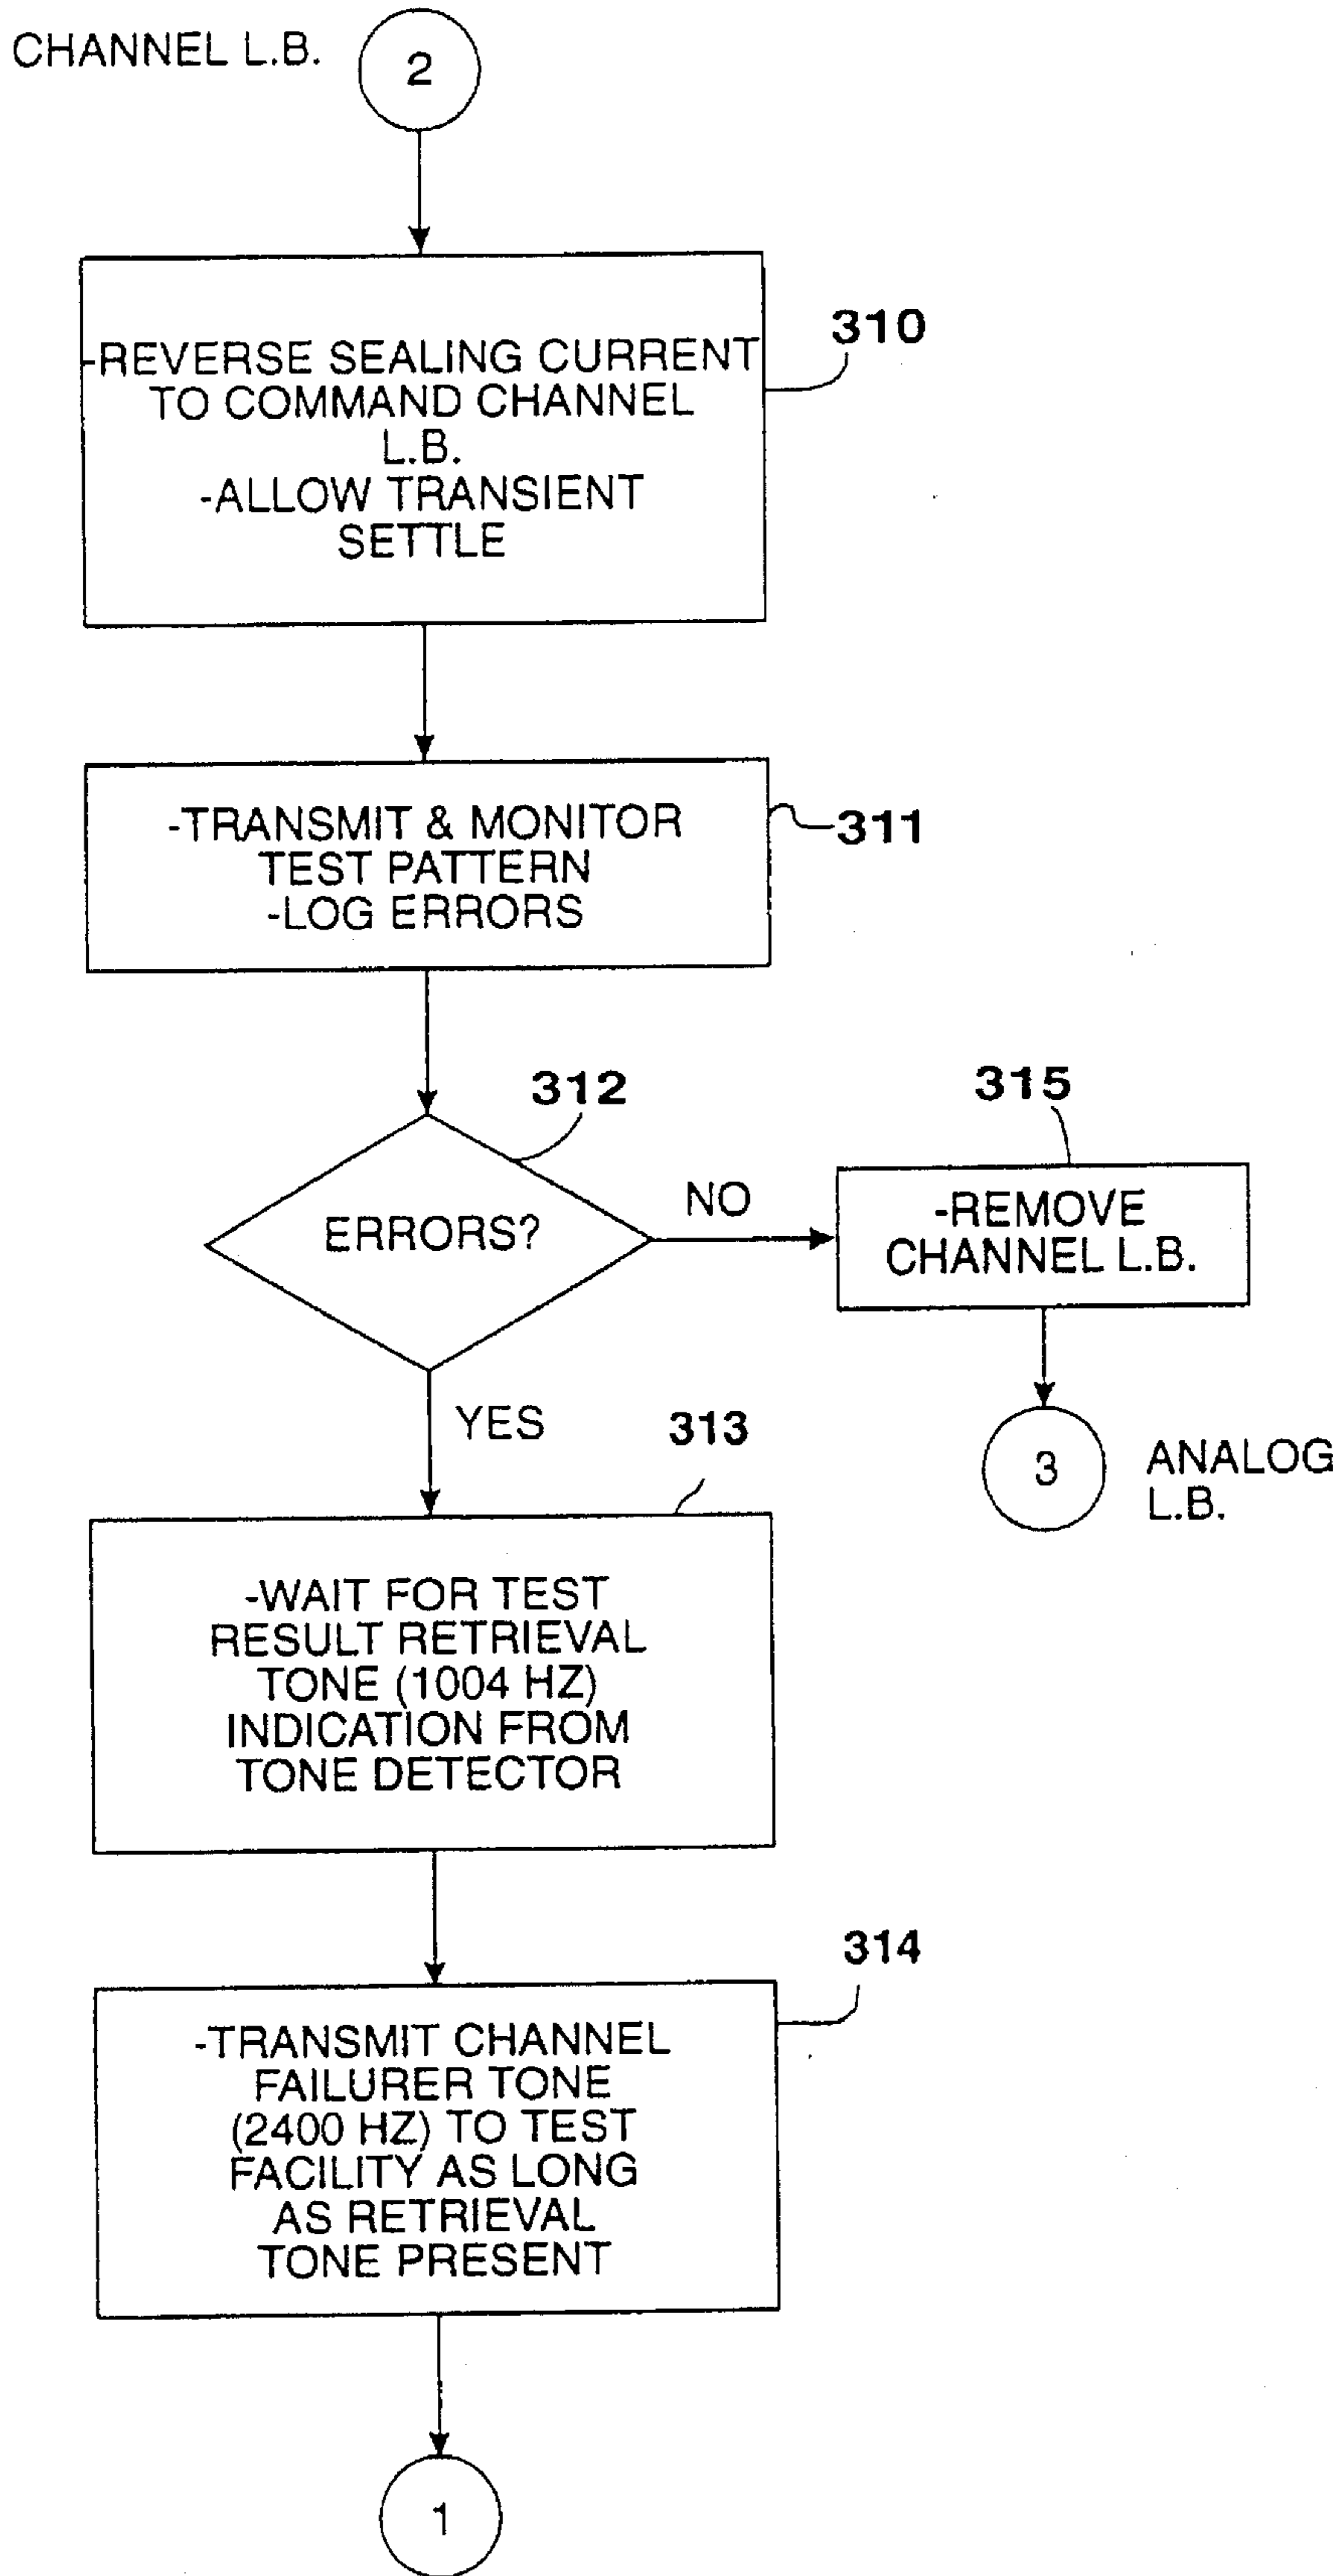 CHANNEL L.B.
2
310
-REVERSE SEALING CURRENT
TO COMMAND CHANNEL
L.B.
-ALLOW TRANSIENT
SETTLE
311
-TRANSMIT & MONITOR
TEST PATTERN
-LOG ERRORS
312
ERRORS?
NO
315
-REMOVE
CHANNEL L.B.
3
ANALOG
L.B.
YES
313
-WAIT FOR TEST
RESULT RETRIEVAL
TONE (1004 HZ)
INDICATION FROM
TONE DETECTOR
314
-TRANSMIT CHANNEL
FAILURER TONE
(2400 HZ) TO TEST
FACILITY AS LONG
AS RETRIEVAL
TONE PRESENT
1